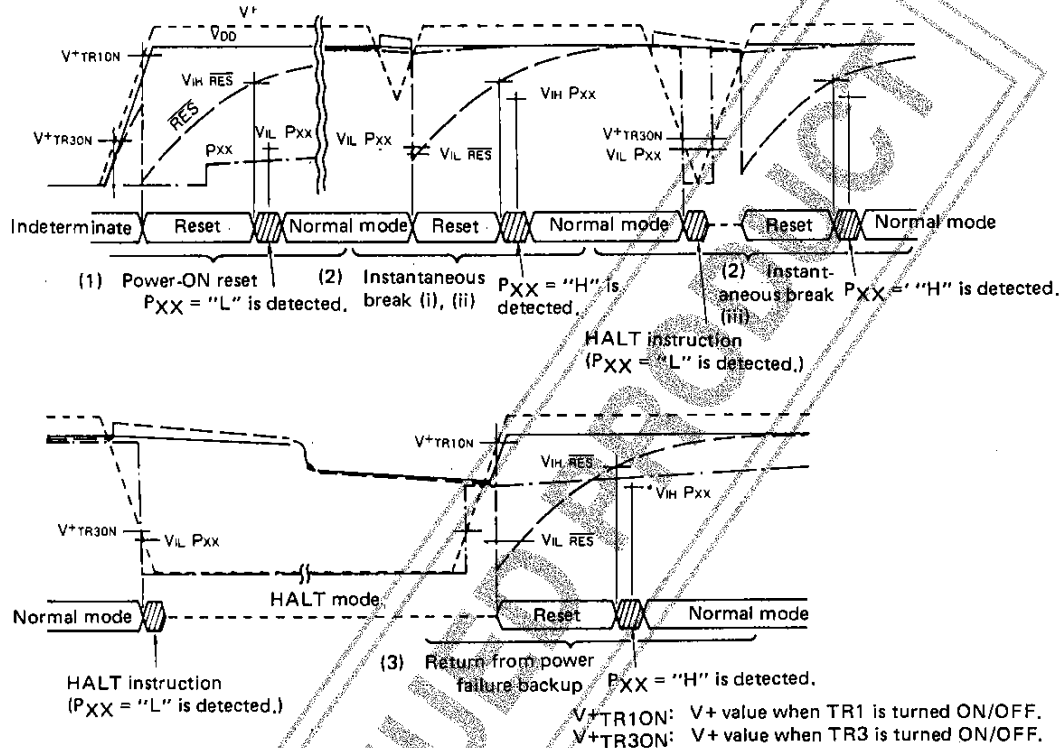 V+
VDD
V+TR1ON
VIH RES
RES
VIL PXX
PXX
V+TR3ON
VIL PXX
VIL RES
VIH PXX
V+TR3ON
VIL PXX
Indeterminate Reset Normal mode Reset Normal mode Reset Normal mode
(1) Power-ON reset
PXX = "L" is detected.
(2) Instantaneous
break (i), (ii)
PXX = "H" is
detected.
(2) Instant-
aneous break
(iii)
PXX = "H" is detected.
HALT instruction
(PXX = "L" is detected.)
V+TR1ON
VIH RES
VIH PXX
V+TR3ON
VIL PXX
VIL RES
HALT mode
Normal mode Reset Normal mode
(3) Return from power
failure backup
PXX = "H" is detected.
HALT instruction
(PXX = "L" is detected.)
V+TR1ON: V+ value when TR1 is turned ON/OFF.
V+TR3ON: V+ value when TR3 is turned ON/OFF.